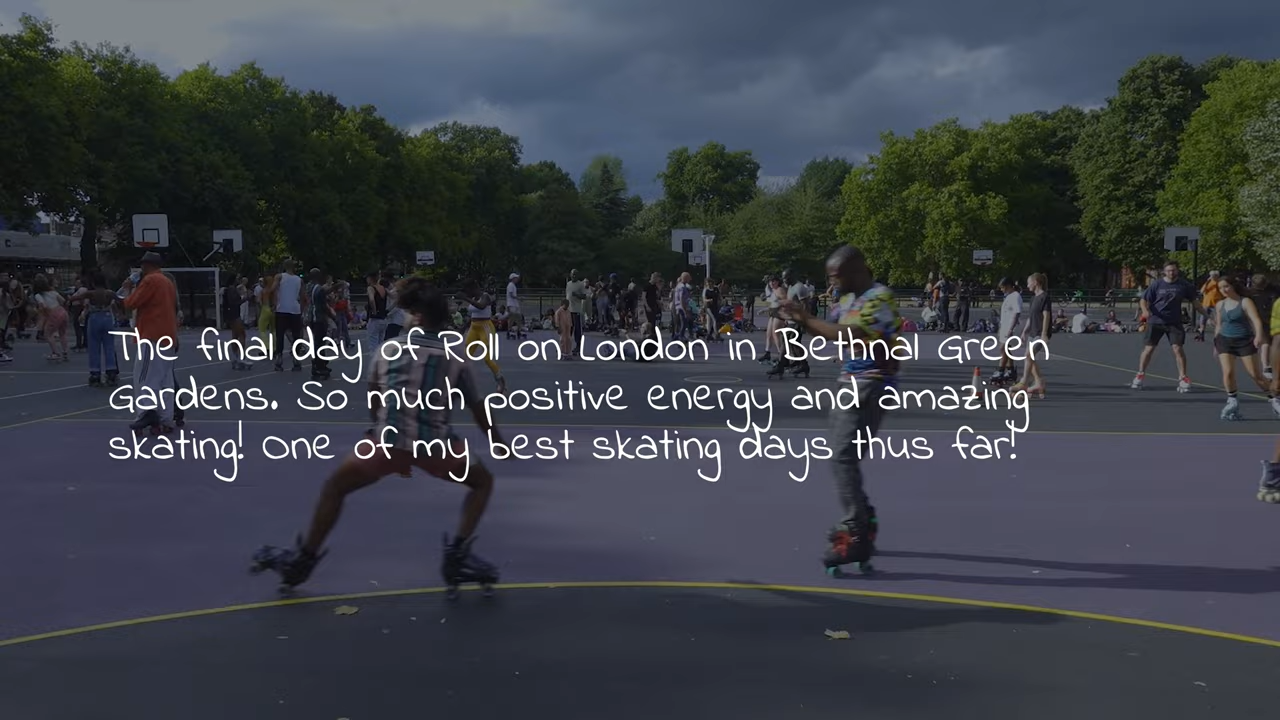 The final day of Roll on London in Bethnal Green
Gardens. So much positive energy and amazing
skating! One of my best skating days thus far!